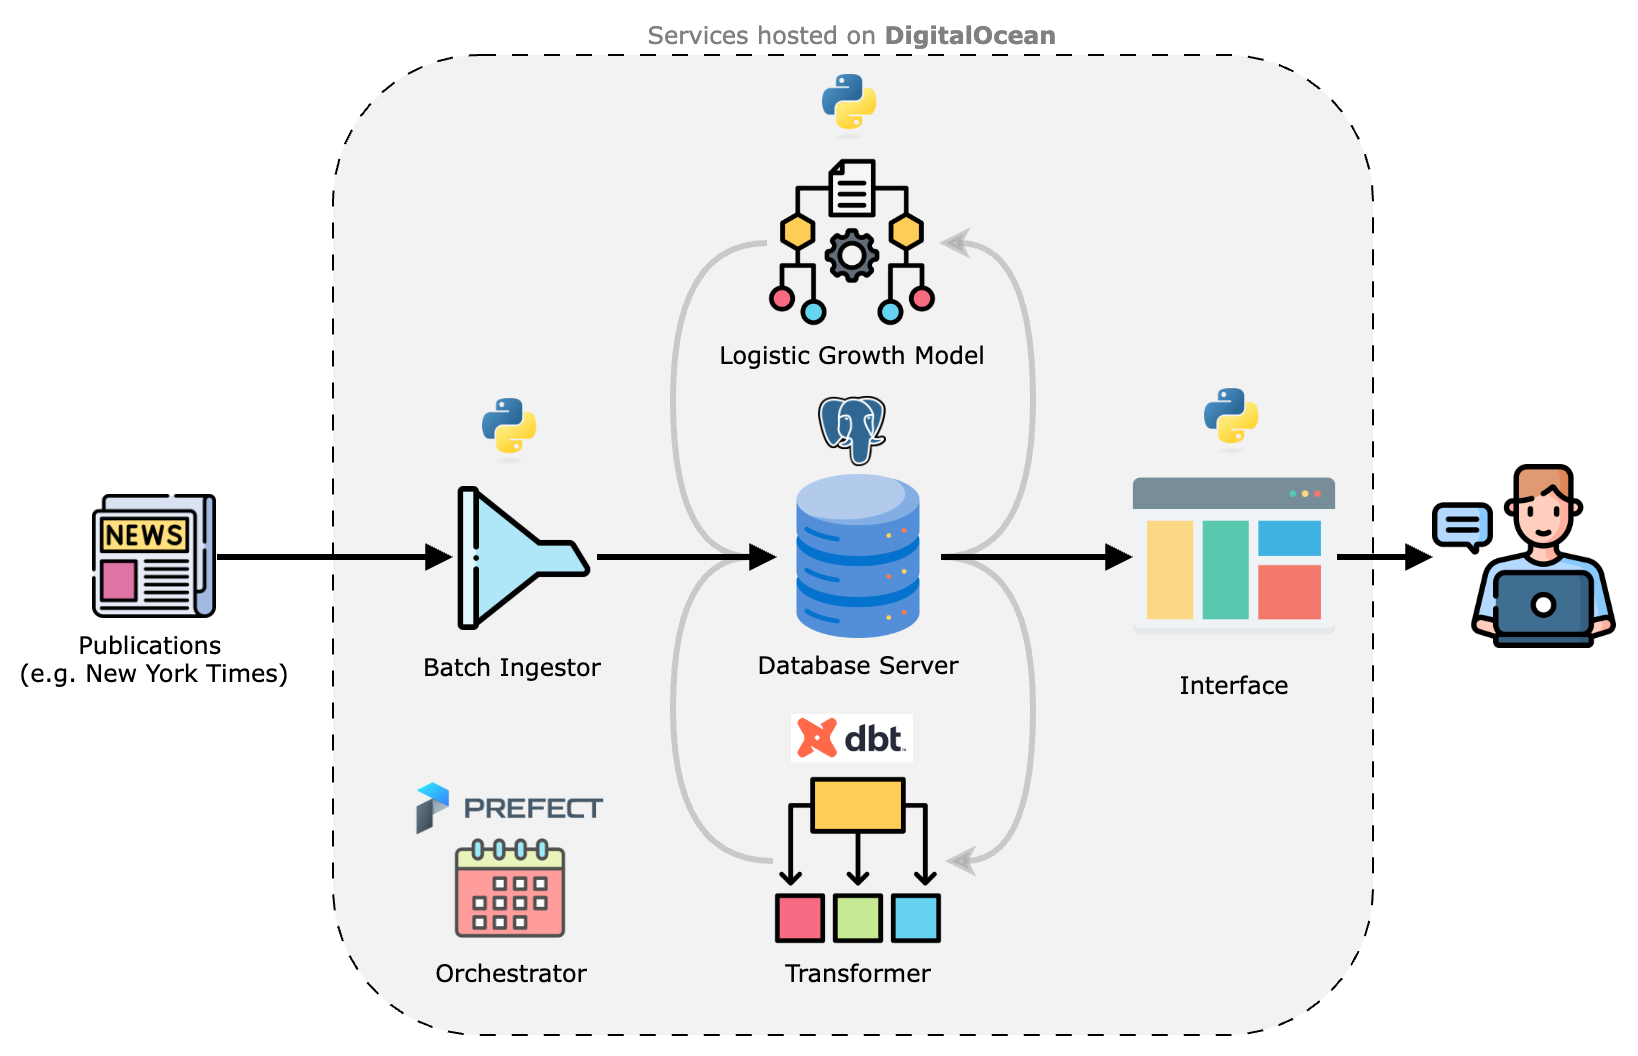 Services hosted on DigitalOcean
Logistic Growth Model
NEWS
Publications
(e.g. New York Times)
Batch Ingestor
Database Server
Interface
dbt
PREFECT
Orchestrator
Transformer